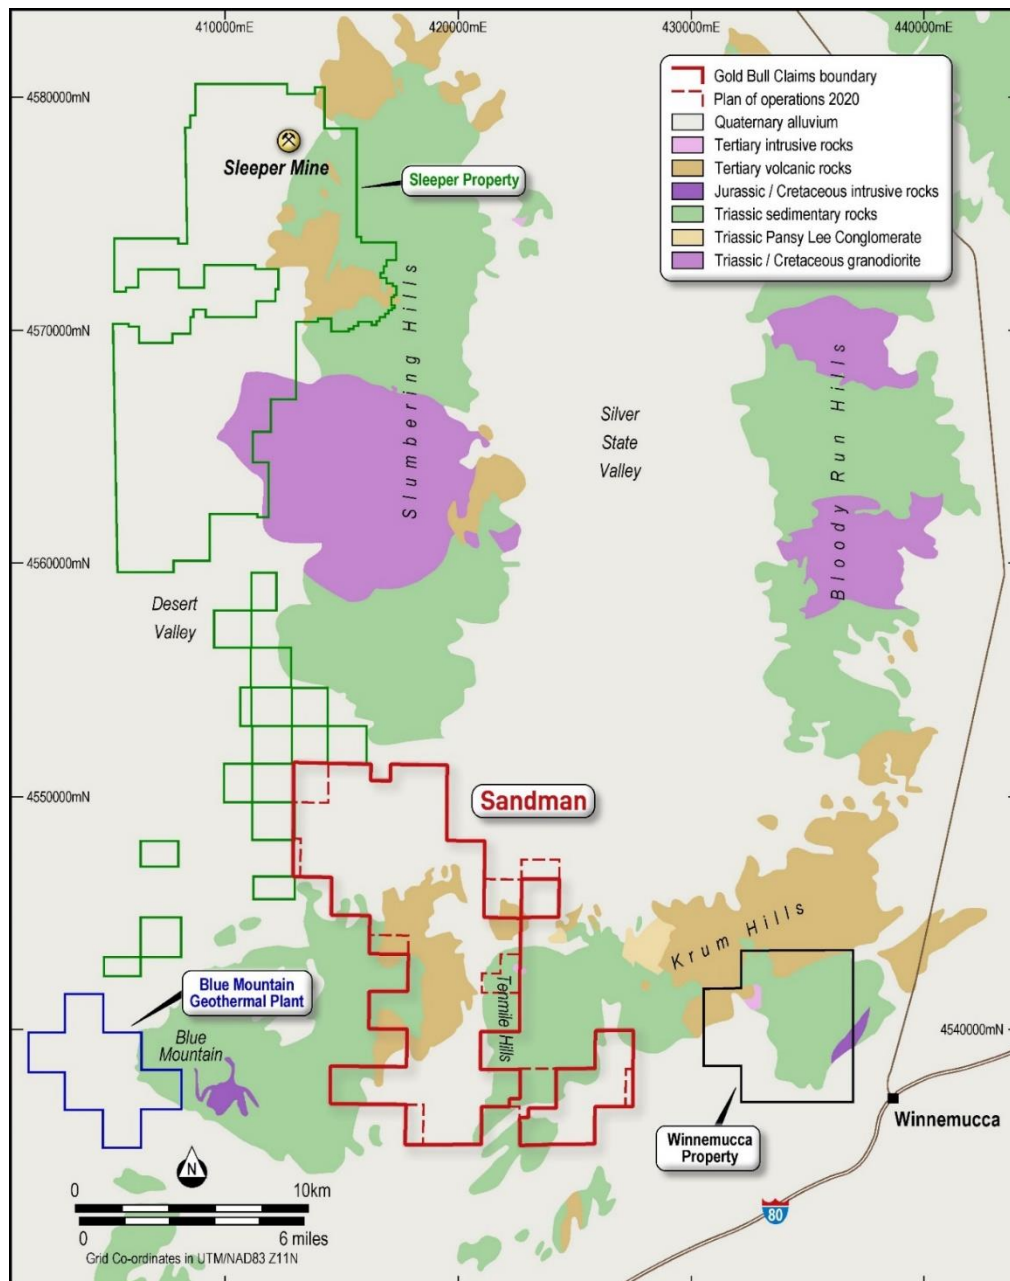 410000mE
420000mE
430000mE
440000mE
4580000mN
4570000mN
4560000mN
4550000mN
4540000mN
Gold Bull Claims boundary
Plan of operations 2020
Quaternary alluvium
Tertiary intrusive rocks
Tertiary volcanic rocks
Jurassic / Cretaceous intrusive rocks
Triassic sedimentary rocks
Triassic Pansy Lee Conglomerate
Triassic / Cretaceous granodiorite
Sleeper Mine
Sleeper Property
Slumbering Hills
Silver
State
Valley
Bloody Run Hills
Desert
Valley
Sandman
Krum Hills
Tenmile Hills
Blue Mountain
Geothermal Plant
Blue
Mountain
Winnemucca
Winnemucca
Property
80
N
0 10km
0 6 miles
Grid Co-ordinates in UTM/NAD83 Z11N